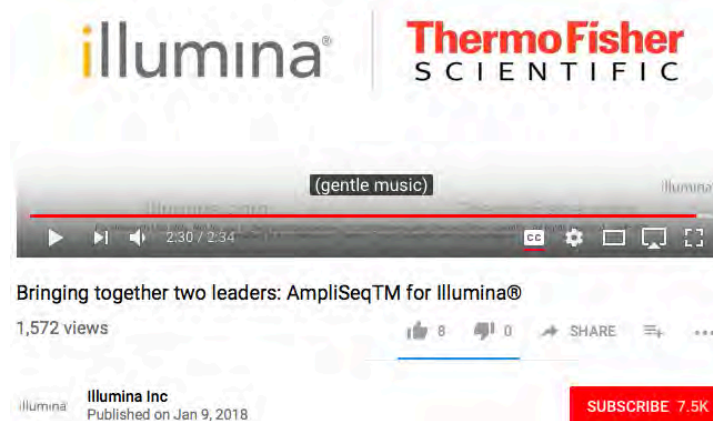 illumina®
ThermoFisher
SCIENTIFIC
(gentle music)
illumina
2:30 / 2:34
CC
Bringing together two leaders: AmpliSeqTM for Illumina®
1,572 views
8
0
SHARE
illumina
Illumina Inc
Published on Jan 9, 2018
SUBSCRIBE 7.5K